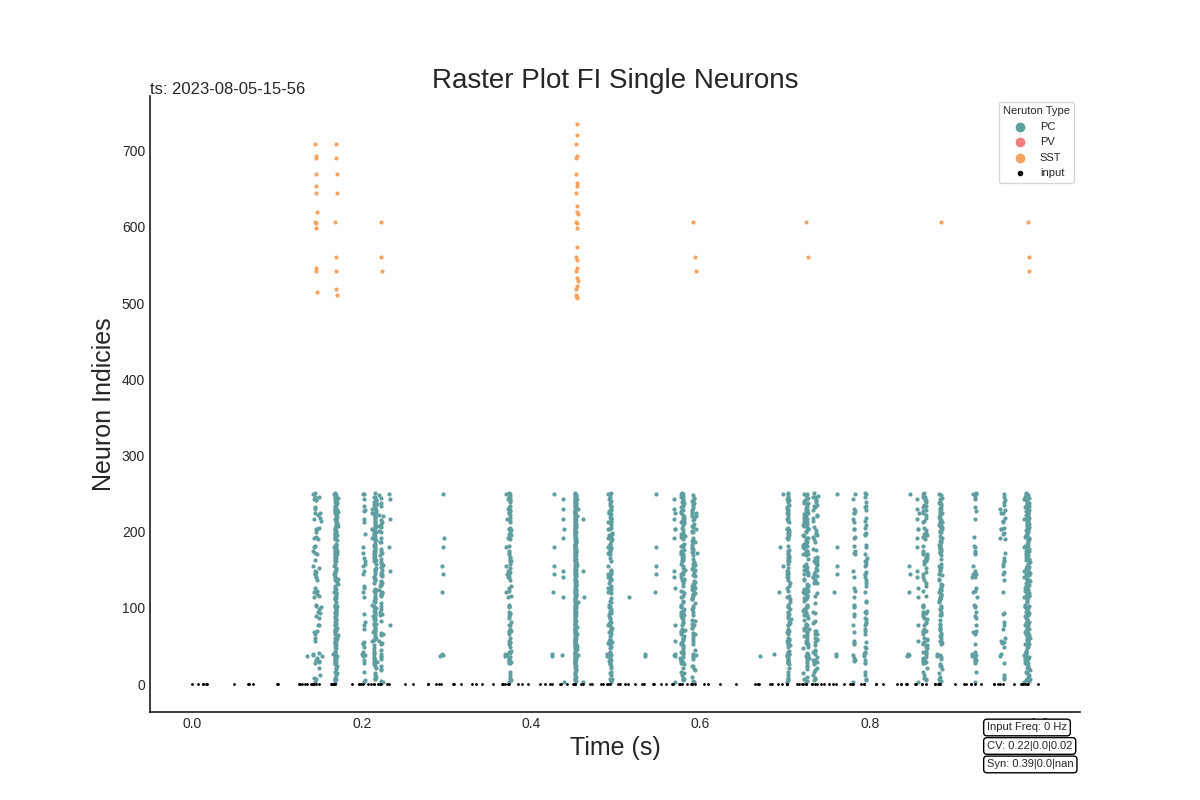 Raster Plot FI Single Neurons
ts: 2023-08-05-15-56
Neruton Type
PC
PV
SST
input
Neuron Indicies
700
600
500
400
300
200
100
0
0.0
0.2
0.4
0.6
0.8
Time (s)
Input Freq: 0 Hz
CV: 0.22|0.0|0.02
Syn: 0.39|0.0|nan